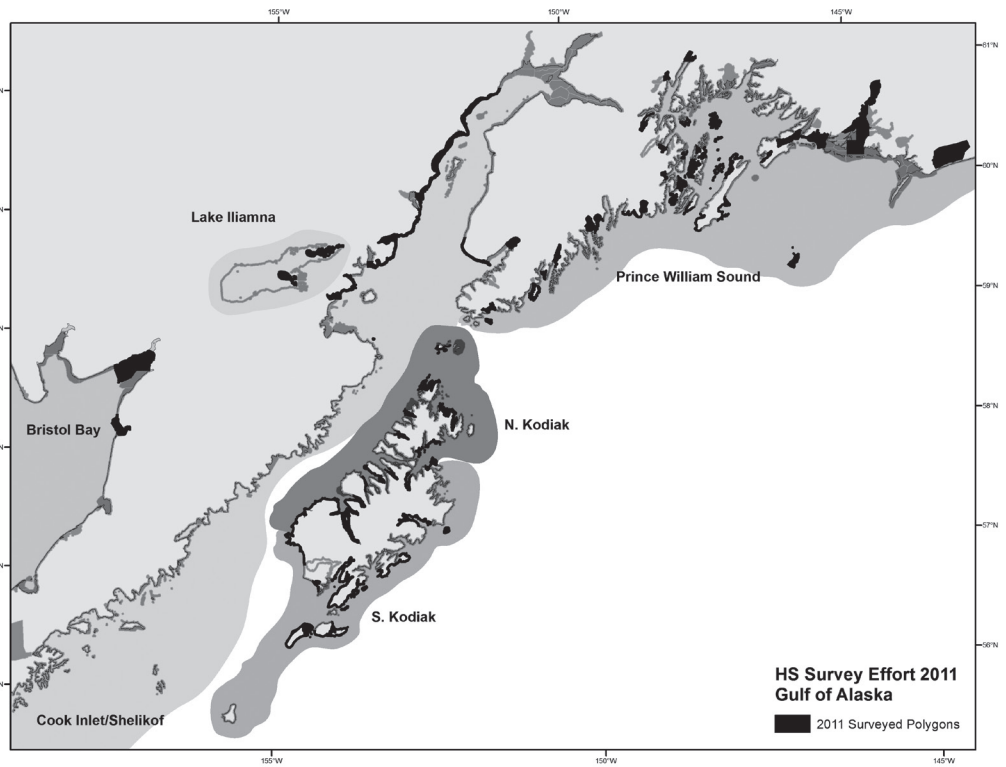 155°W 150°W 145°W
61°N
60°N
Lake Iliamna
Prince William Sound
59°N
58°N
N. Kodiak
Bristol Bay
57°N
S. Kodiak
56°N
HS Survey Effort 2011
Gulf of Alaska
Cook Inlet/Shelikof
2011 Surveyed Polygons
155°W 150°W 145°W